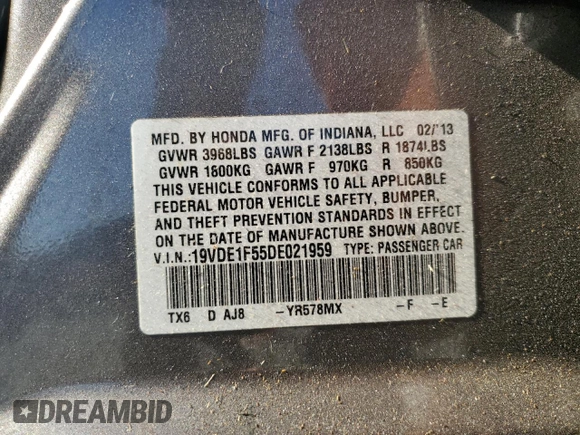 MFD. BY HONDA MFG. OF INDIANA, LLC 02/13
GVWR 3968LBS GAWR F 2138LBS R 1874LBS
GVWR 1800KG GAWR F 970KG R 850KG
THIS VEHICLE CONFORMS TO ALL APPLICABLE
FEDERAL MOTOR VEHICLE SAFETY, BUMPER,
AND THEFT PREVENTION STANDARDS IN EFFECT
ON THE DATE OF MANUFACTURE SHOWN ABOVE.
V.I.N.:19VDE1F55DE021959 TYPE: PASSENGER CAR
TX6 D AJ8 -YR578MX -F -E
DREAMBID